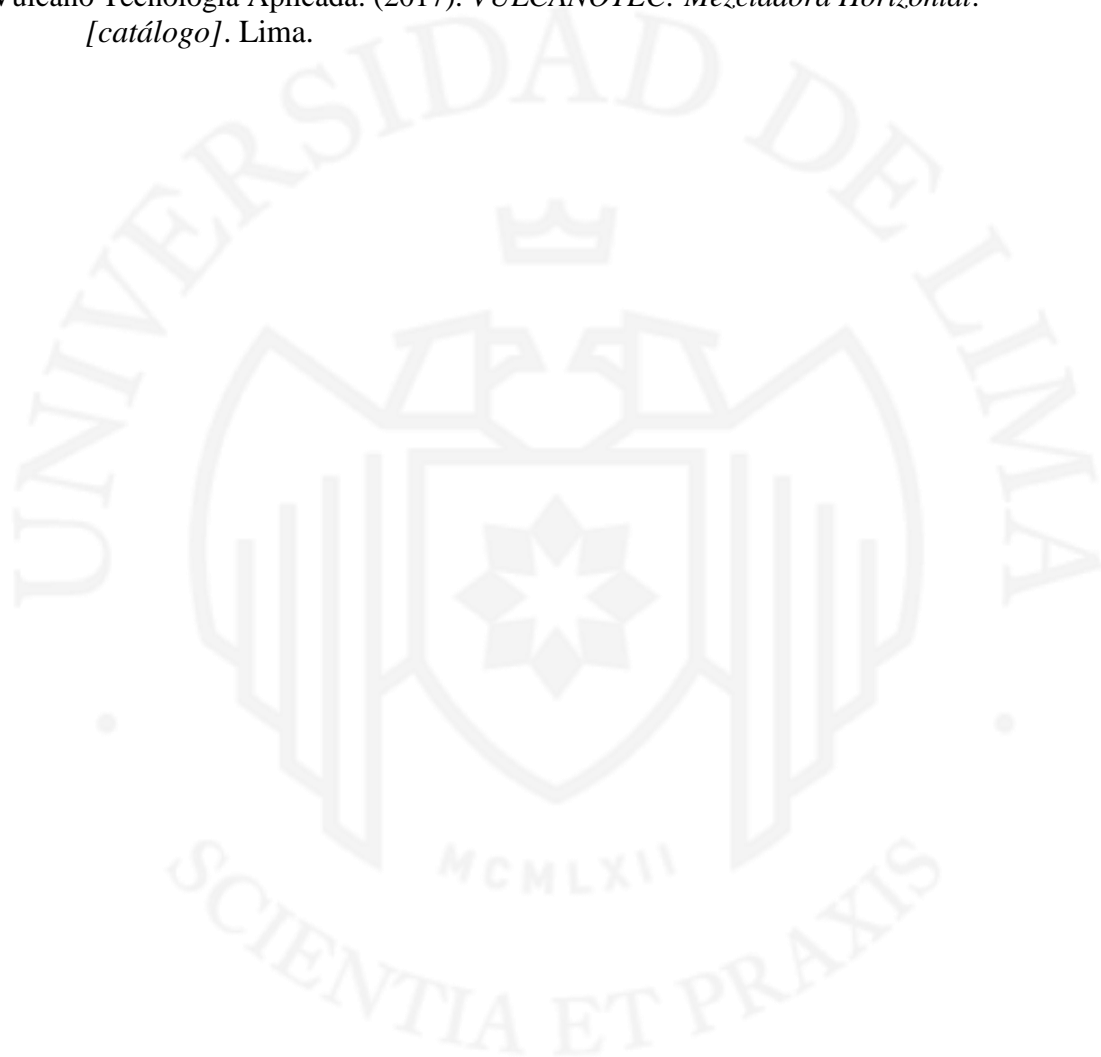 Vulcano Tecnología Aplicada. (2017). VULCANOTEC: Mezcladora Horizontal.
[catálogo]. Lima.
UNIVERSIDAD DE LIMA
MCMLXII
SCIENTIA ET PRAXIS